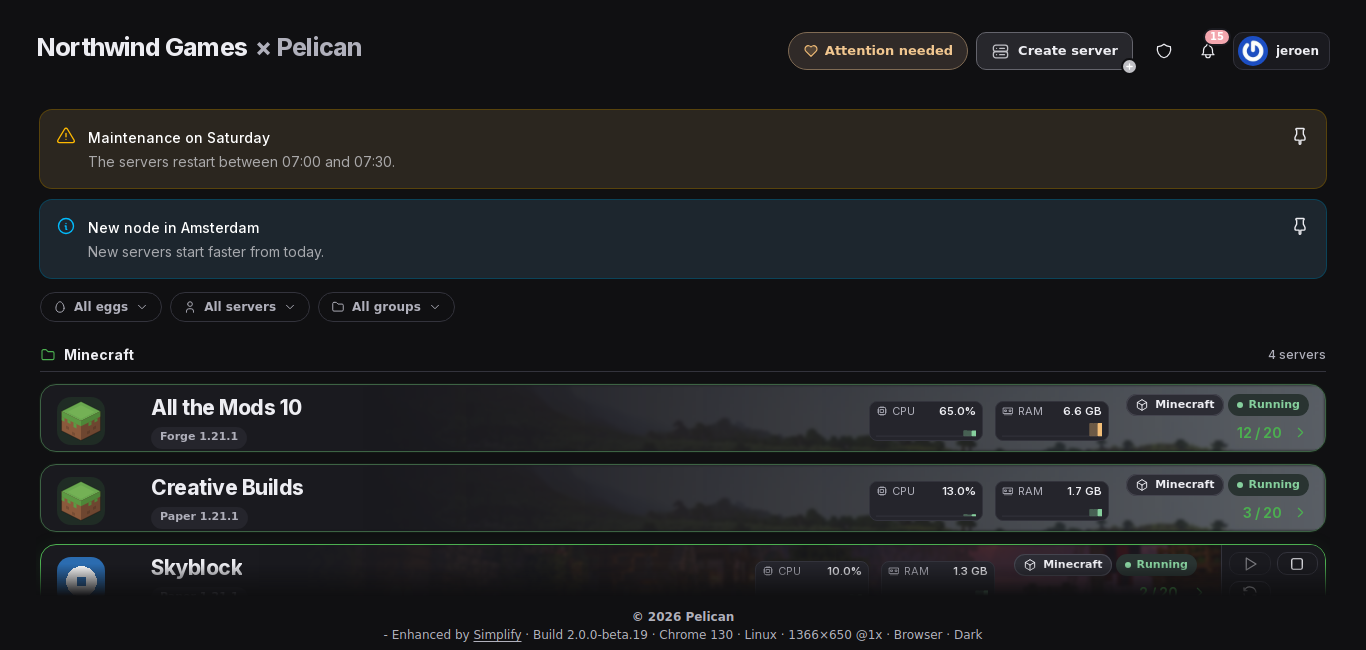 Northwind Games × Pelican
Attention needed
Create server
15
jeroen
Maintenance on Saturday
The servers restart between 07:00 and 07:30.
New node in Amsterdam
New servers start faster from today.
All eggs
All servers
All groups
Minecraft
4 servers
All the Mods 10
Forge 1.21.1
CPU 65.0%
RAM 6.6 GB
Minecraft
Running
12 / 20
Creative Builds
Paper 1.21.1
CPU 13.0%
RAM 1.7 GB
Minecraft
Running
3 / 20
Skyblock
CPU 10.0%
RAM 1.3 GB
Minecraft
Running
© 2026 Pelican
- Enhanced by Simplify · Build 2.0.0-beta.19 · Chrome 130 · Linux · 1366×650 @1x · Browser · Dark